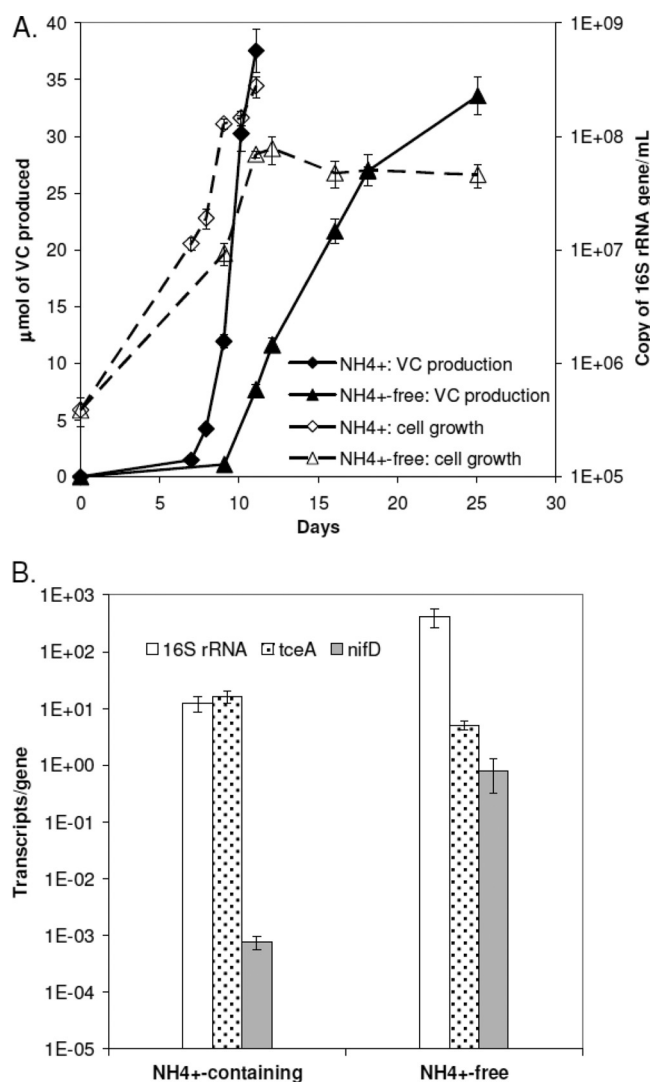 A.
40
35
30
25
20
15
10
5
0
µmol of VC produced
1E+09
1E+08
1E+07
1E+06
1E+05
Copy of 16S rRNA gene/mL
NH4+: VC production
NH4+-free: VC production
NH4+: cell growth
NH4+-free: cell growth
0 5 10 15 20 25 30
Days
B.
1E+03
1E+02
1E+01
1E+00
1E-01
1E-02
1E-03
1E-04
1E-05
Transcripts/gene
16S rRNA tceA nifD
NH4+-containing NH4+-free